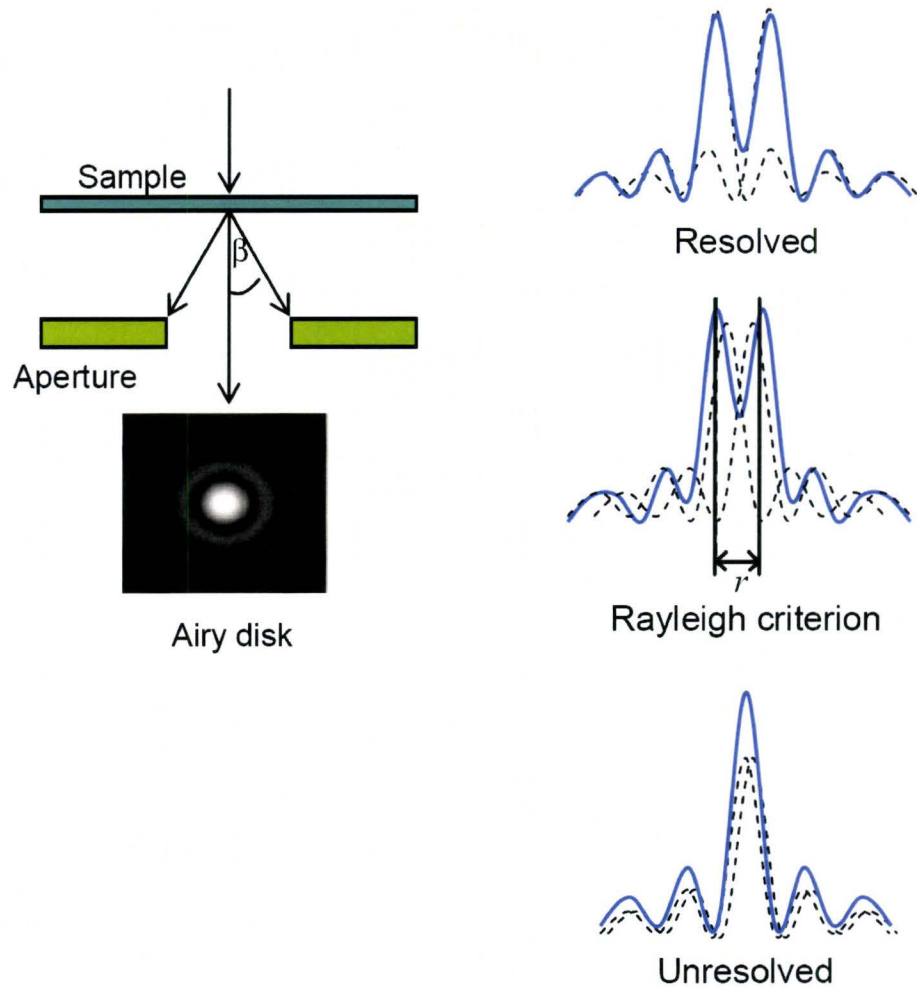 Sample
β
Aperture
Airy disk
Resolved
r
Rayleigh criterion
Unresolved